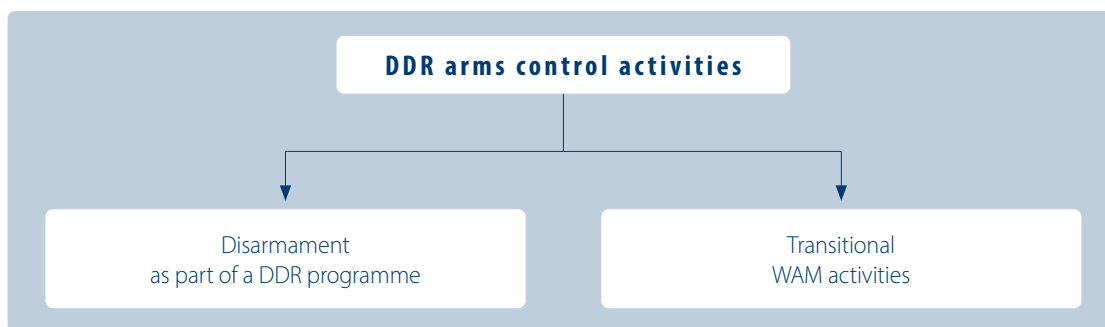 DDR arms control activities
Disarmament
as part of a DDR programme
Transitional
WAM activities